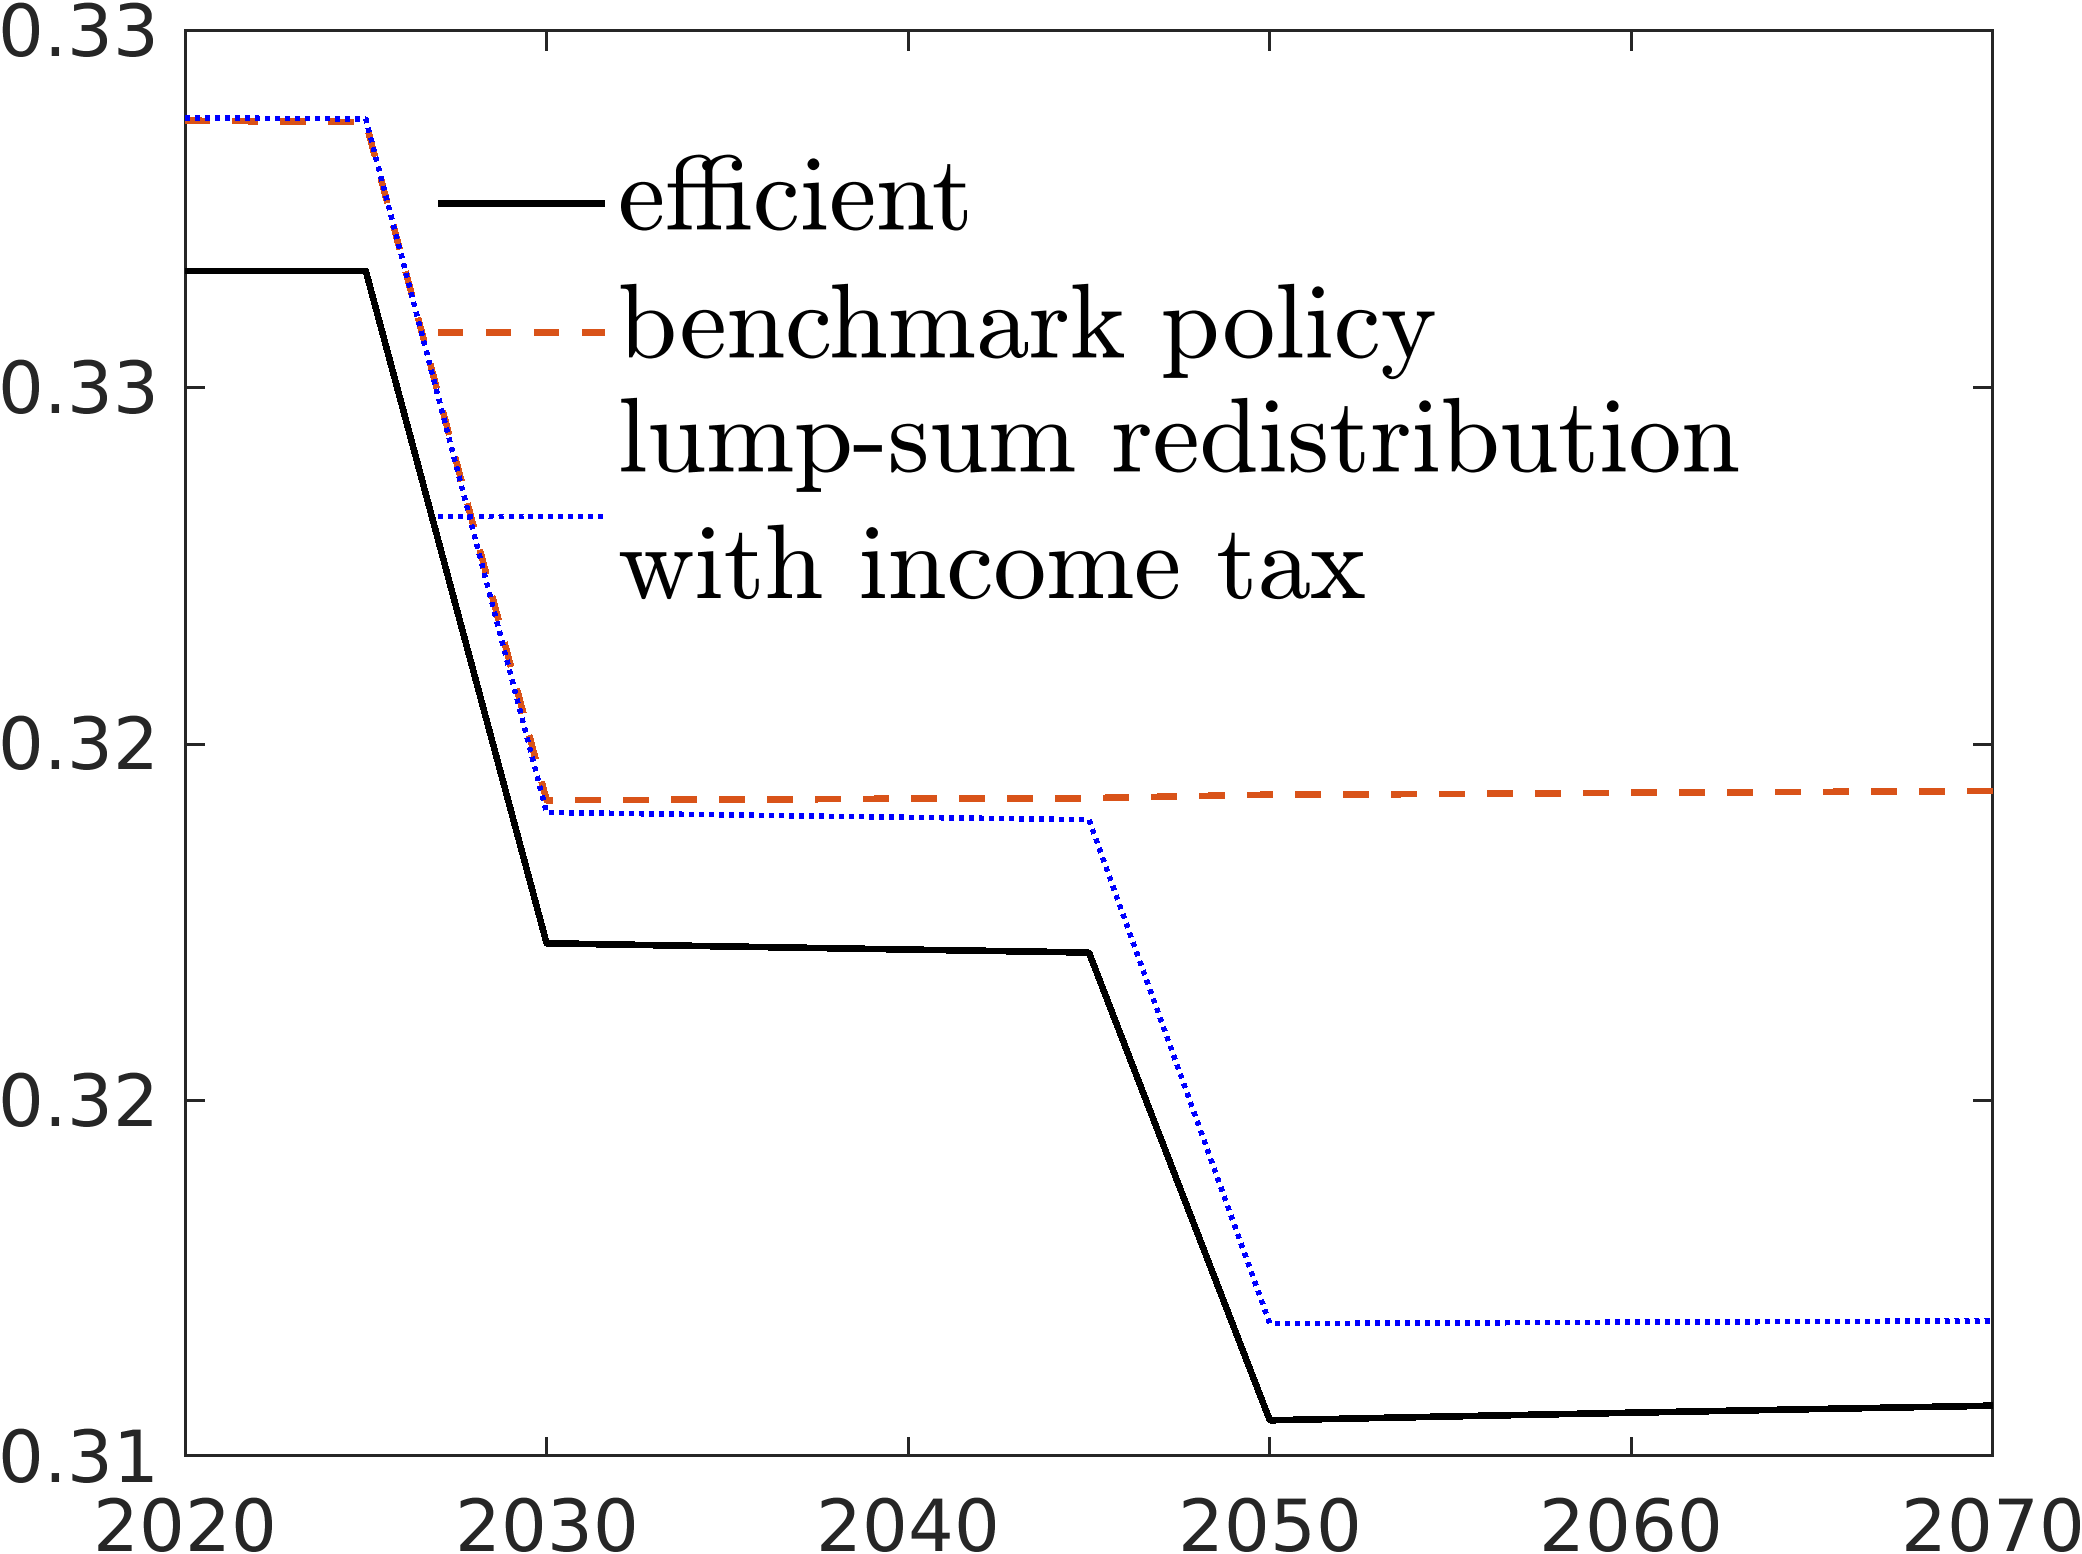 0.33
efficient
benchmark policy
0.33
lump-sum redistribution
with income tax
0.32
0.32
0.31
2020 2030 2040 2050 2060 2070